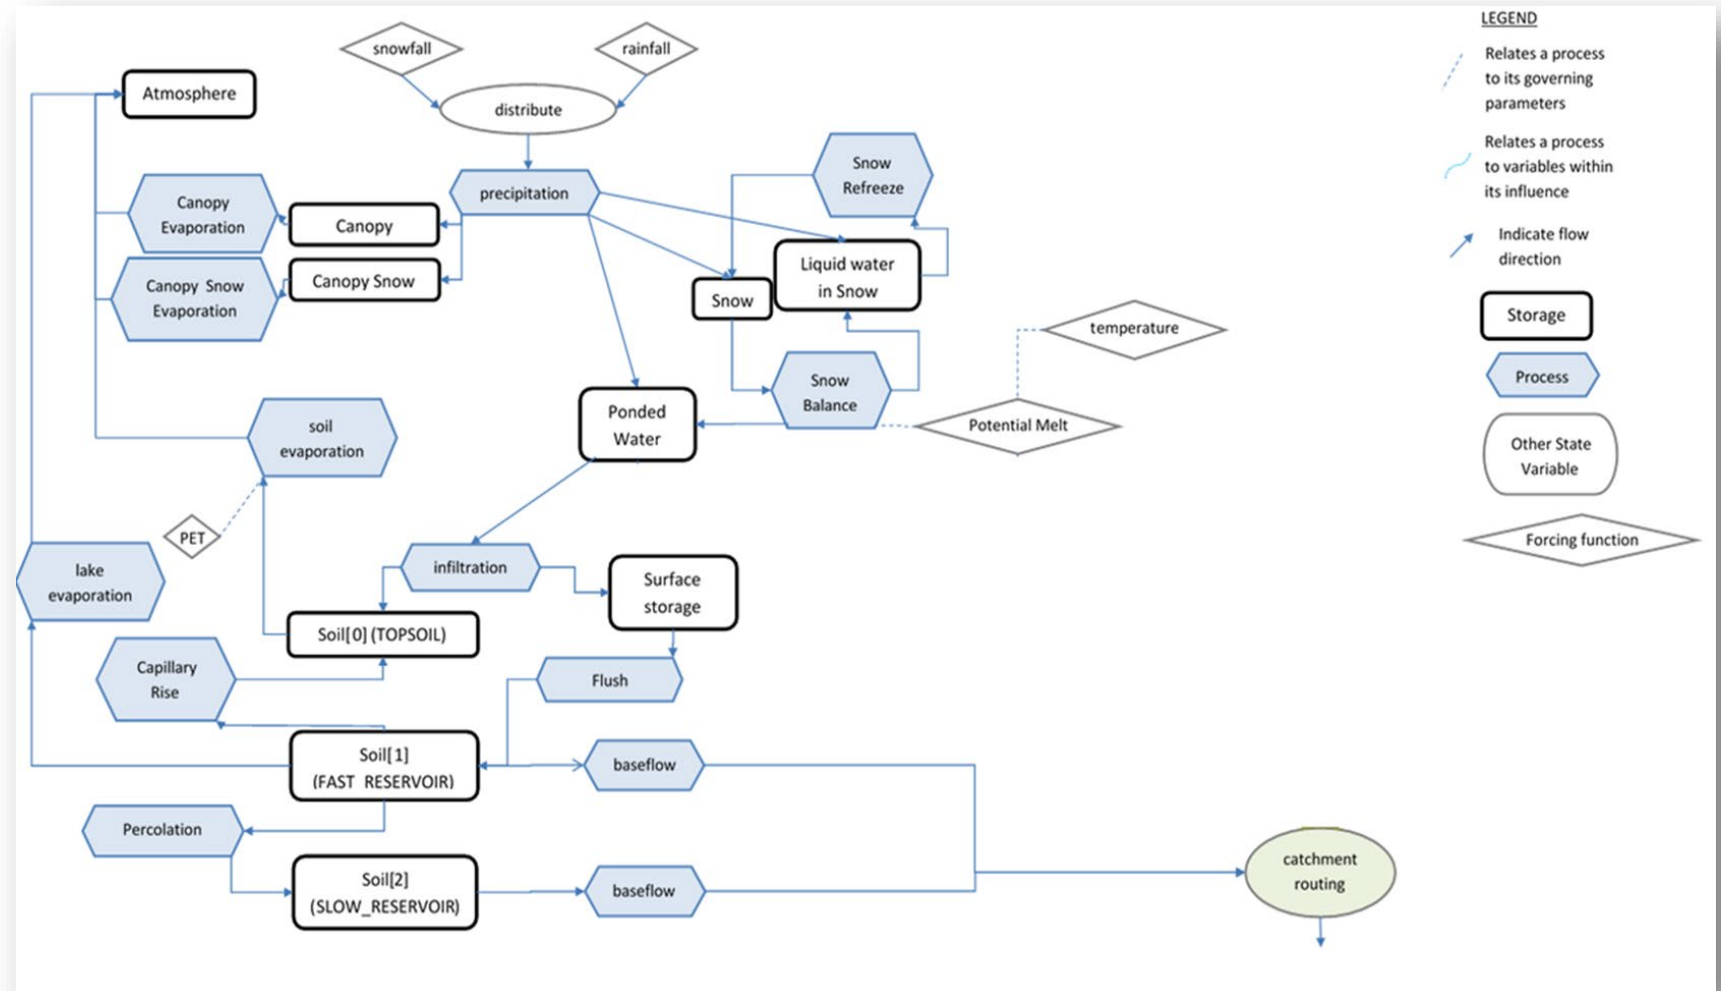 snowfall
rainfall
distribute
Atmosphere
precipitation
Snow
Refreeze
Canopy
Evaporation
Canopy
Canopy Snow
Evaporation
Canopy Snow
Liquid water
in Snow
Snow
temperature
Snow
Balance
Ponded
Water
Potential Melt
soil
evaporation
PET
lake
evaporation
infiltration
Surface
storage
Soil[0] (TOPSOIL)
Capillary
Rise
Flush
Soil[1]
(FAST_RESERVOIR)
baseflow
Percolation
Soil[2]
(SLOW_RESERVOIR)
baseflow
catchment
routing
LEGEND
Relates a process
to its governing
parameters
Relates a process
to variables within
its influence
Indicate flow
direction
Storage
Process
Other State
Variable
Forcing function